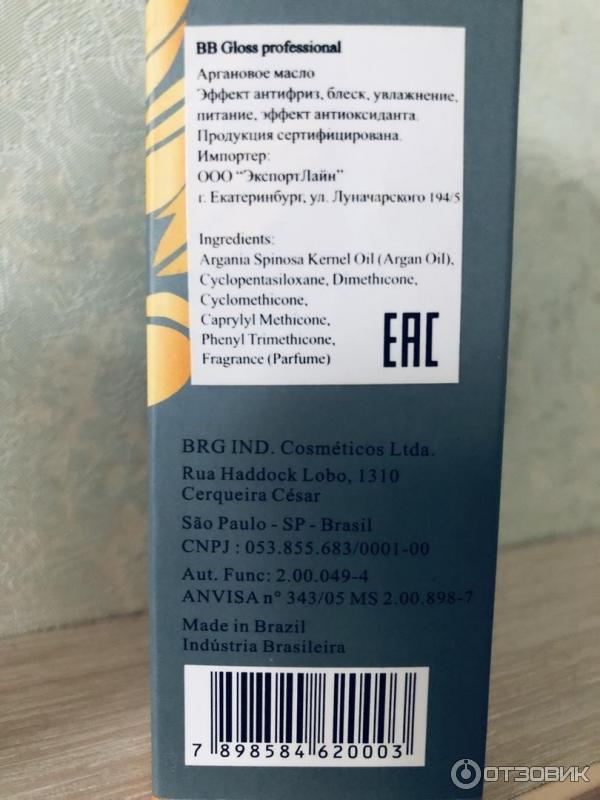 BB Gloss professional
Аргановое масло
Эффект антифриз, блеск, увлажнение,
питание, эффект антиоксиданта.
Продукция сертифицирована.
Импортер:
ООО "ЭкспортЛайн"
г. Екатеринбург, ул. Луначарского 194/5
Ingredients:
Argania Spinosa Kernel Oil (Argan Oil),
Cyclopentasiloxane, Dimethicone,
Cyclomethicone,
Caprylyl Methicone,
Phenyl Trimethicone,
Fragrance (Parfume)
EAC
BRG IND. Cosméticos Ltda.
Rua Haddock Lobo, 1310
Cerqueira César
São Paulo - SP - Brasil
CNPJ : 053.855.683/0001-00
Aut. Func: 2.00.049-4
ANVISA nº 343/05 MS 2.00.898-7
Made in Brazil
Indústria Brasileira
7 898584 620003
ОТЗОВИК